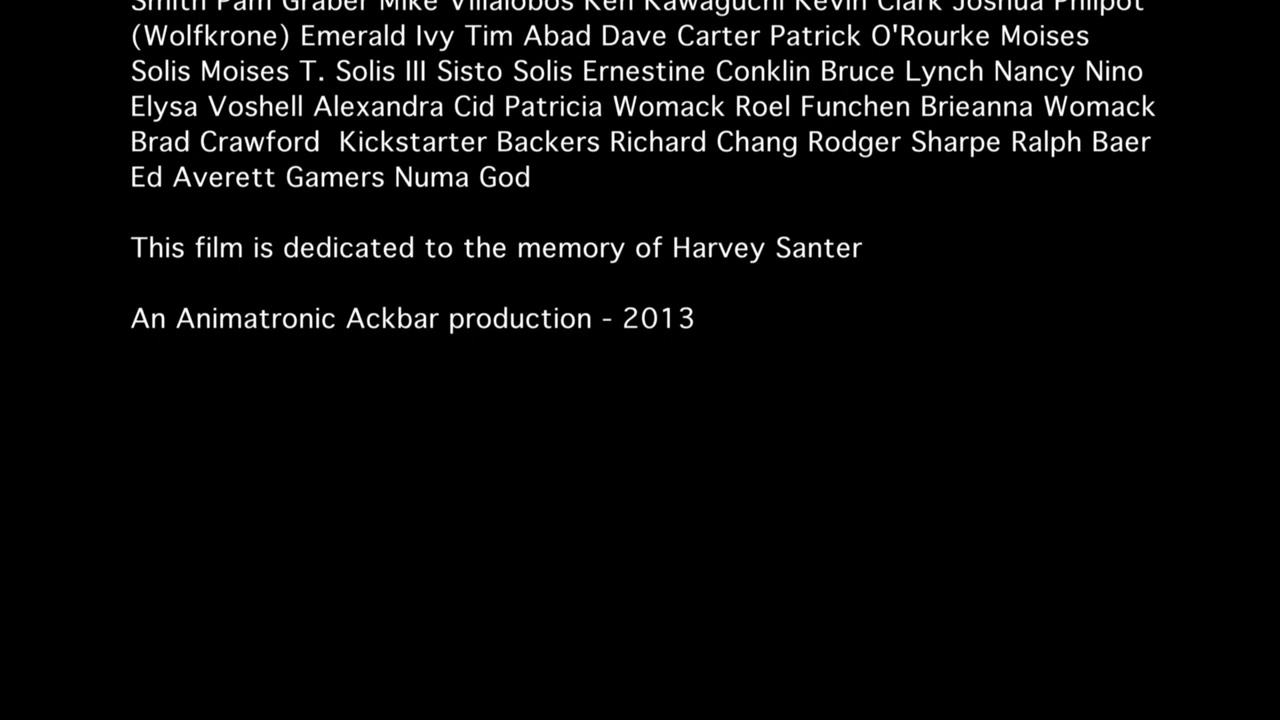 Smith Pam Graber Mike Villalobos Ken Kawaguchi Kevin Clark Joshua Philpot
(Wolfkrone) Emerald Ivy Tim Abad Dave Carter Patrick O'Rourke Moises
Solis Moises T. Solis III Sisto Solis Ernestine Conklin Bruce Lynch Nancy Nino
Elysa Voshell Alexandra Cid Patricia Womack Roel Funchen Brieanna Womack
Brad Crawford  Kickstarter Backers Richard Chang Rodger Sharpe Ralph Baer
Ed Averett Gamers Numa God
This film is dedicated to the memory of Harvey Santer
An Animatronic Ackbar production - 2013